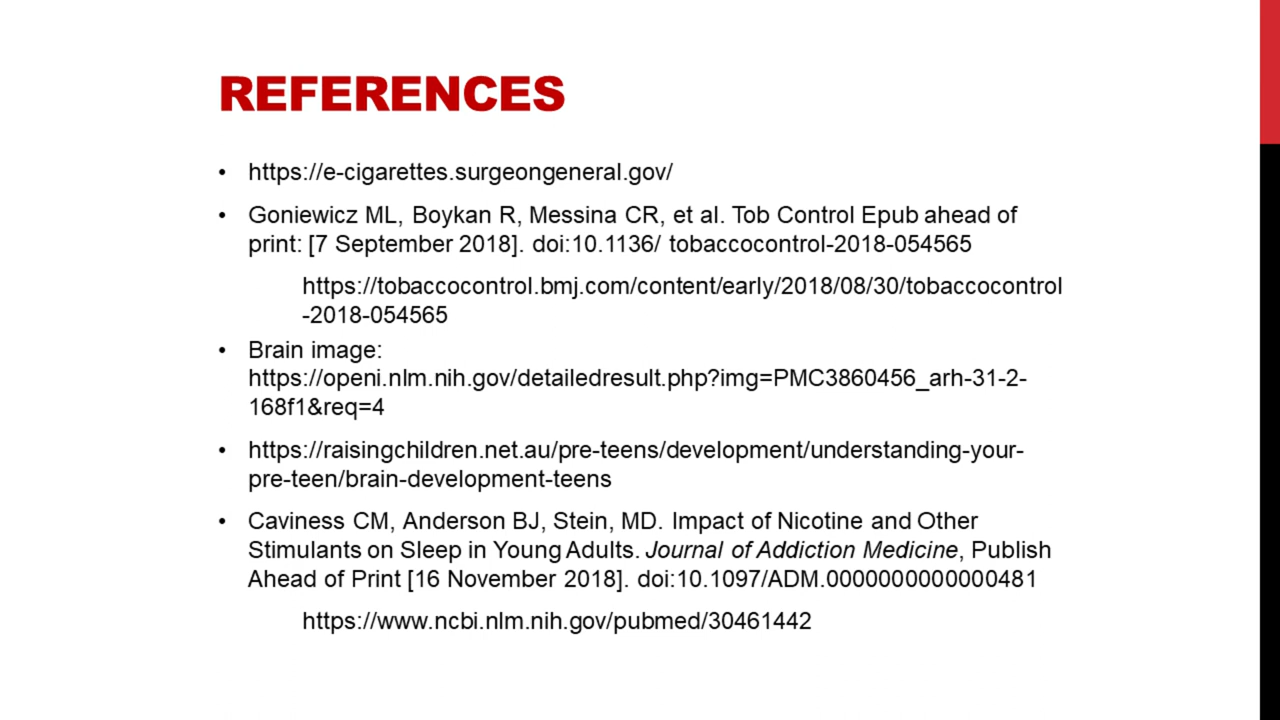 REFERENCES
• https://e-cigarettes.surgeongeneral.gov/
• Goniewicz ML, Boykan R, Messina CR, et al. Tob Control Epub ahead of
print: [7 September 2018]. doi:10.1136/ tobaccocontrol-2018-054565
https://tobaccocontrol.bmj.com/content/early/2018/08/30/tobaccocontrol
-2018-054565
• Brain image:
https://openi.nlm.nih.gov/detailedresult.php?img=PMC3860456_arh-31-2-
168f1&req=4
• https://raisingchildren.net.au/pre-teens/development/understanding-your-
pre-teen/brain-development-teens
• Caviness CM, Anderson BJ, Stein, MD. Impact of Nicotine and Other
Stimulants on Sleep in Young Adults. Journal of Addiction Medicine, Publish
Ahead of Print [16 November 2018]. doi:10.1097/ADM.0000000000000481
https://www.ncbi.nlm.nih.gov/pubmed/30461442